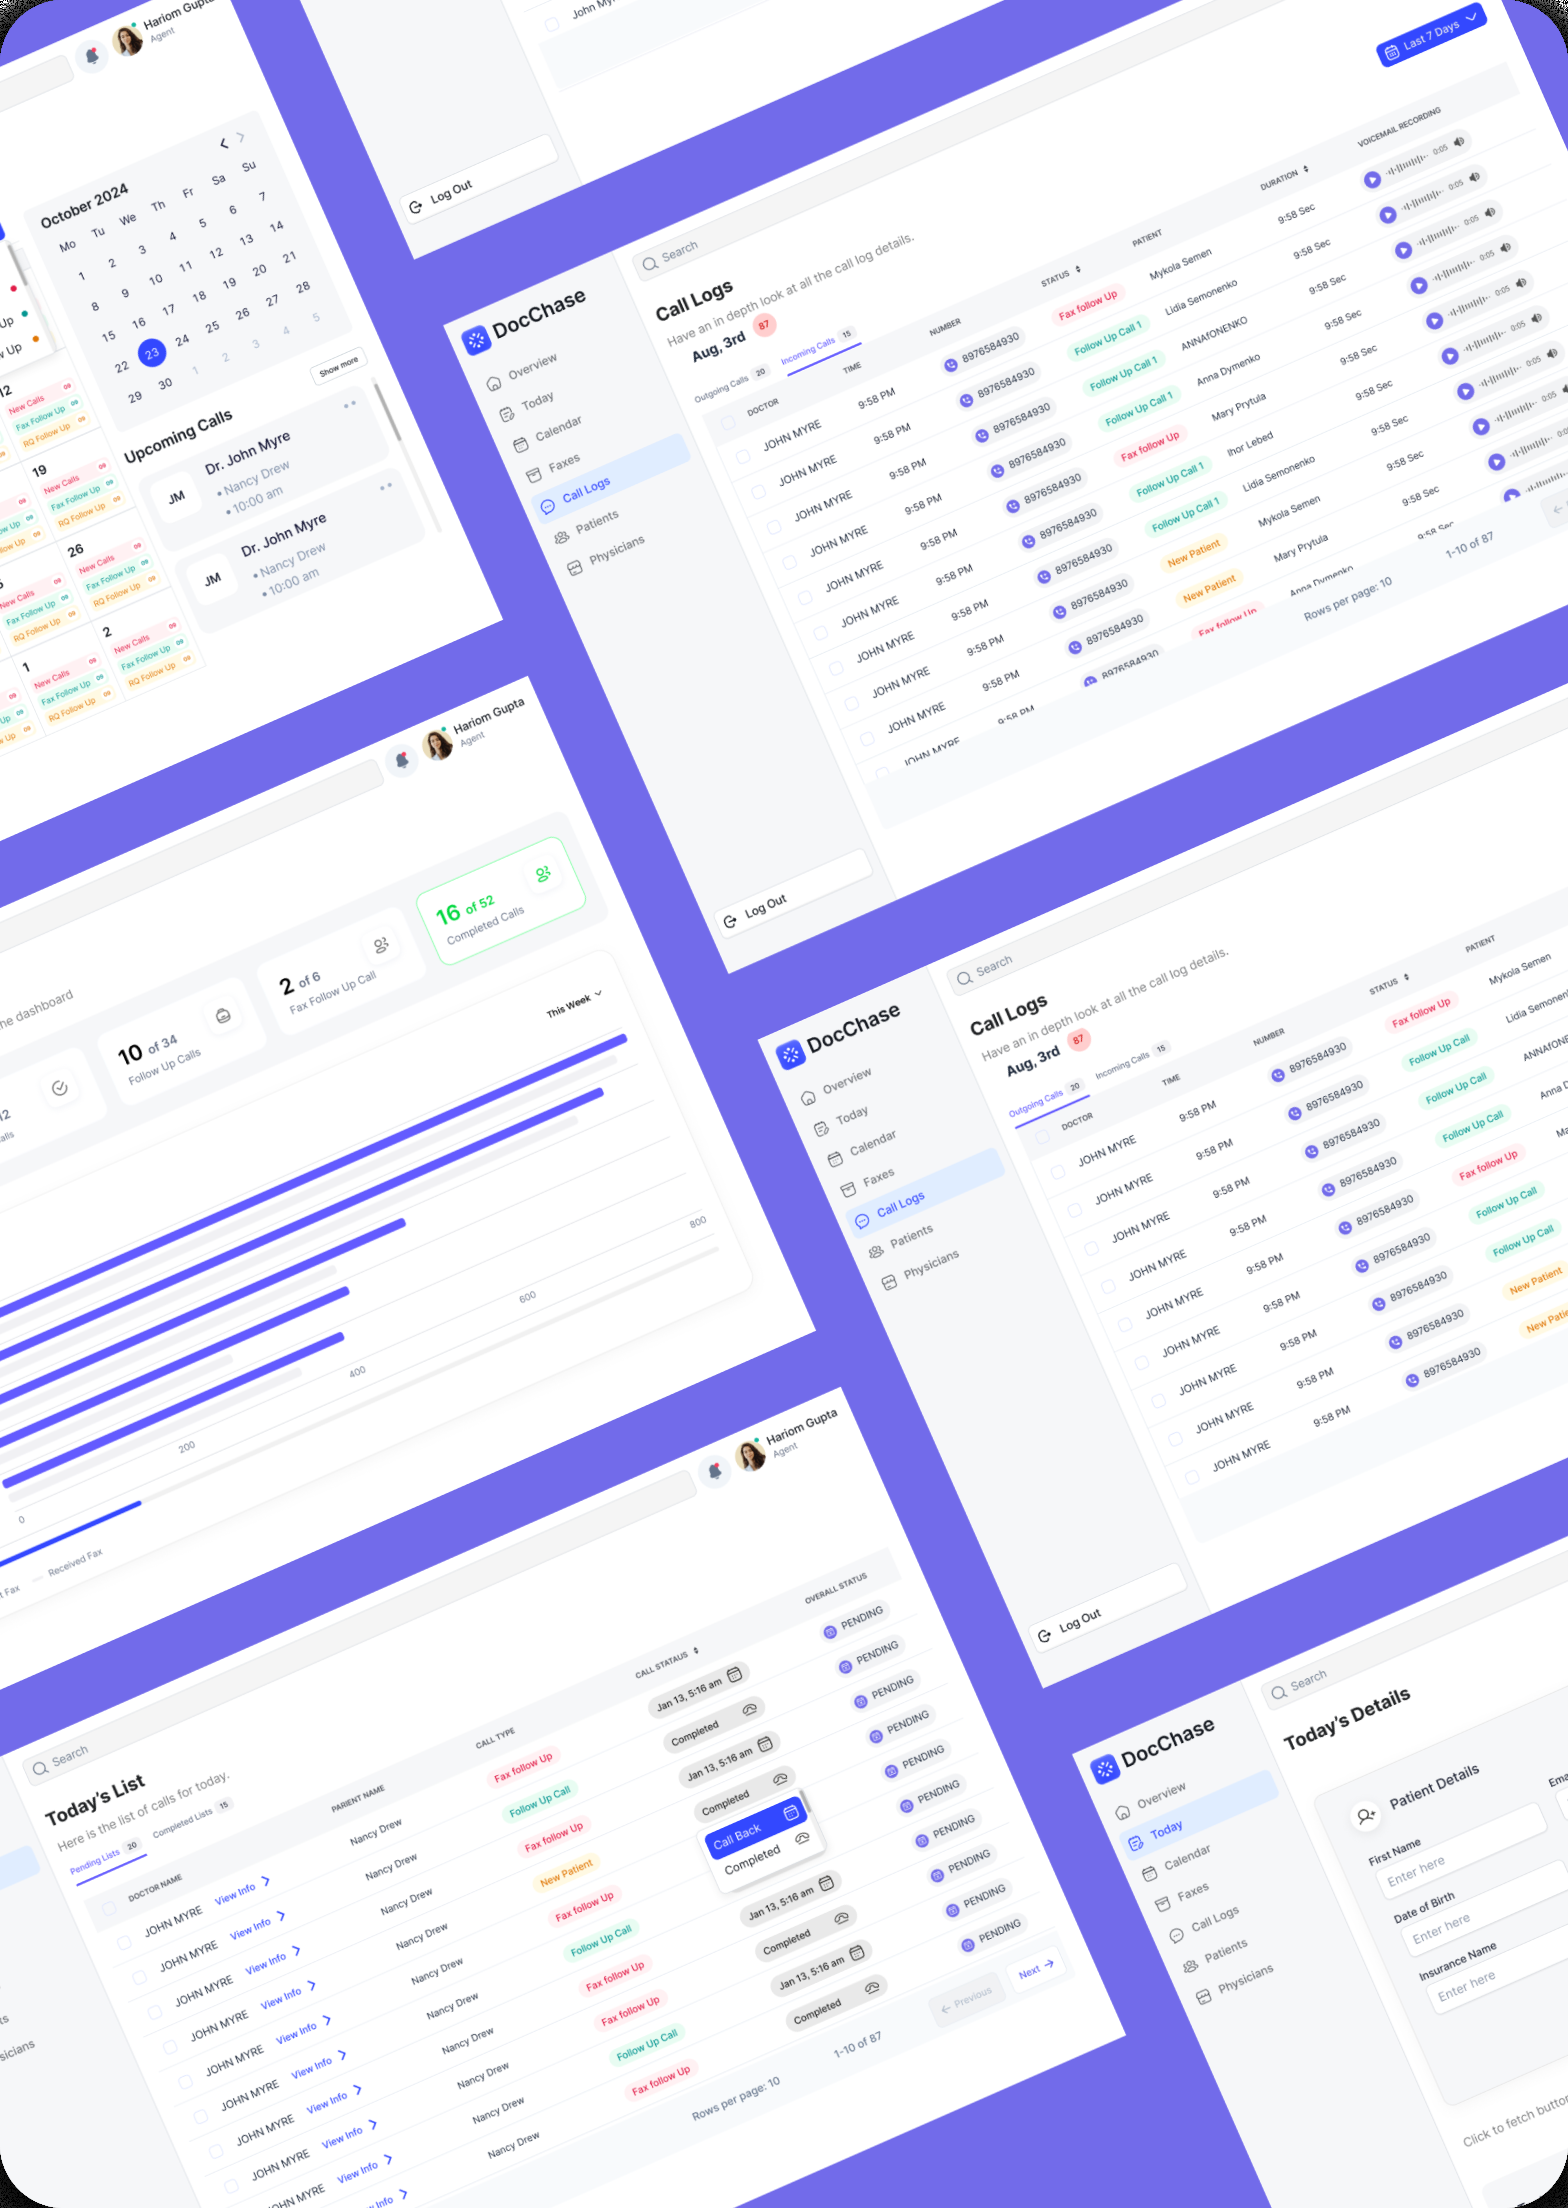 Hariom Gupta
Agent
October 2024
Mo Tu We Th Fr Sa Su
1 2 3 4 5 6 7
8 9 10 11 12 13 14
15 16 17 18 19 20 21
22 23 24 25 26 27 28
29 30 1 2 3 4 5
Show more
Upcoming Calls
JM
Dr. John Myre
• Nancy Drew
• 10:00 am
JM
Dr. John Myre
• Nancy Drew
• 10:00 am
12
New Calls 09
Fax Follow Up 09
RQ Follow Up 09
19
New Calls 09
Fax Follow Up 09
RQ Follow Up 09
26
New Calls 09
Fax Follow Up 09
RQ Follow Up 09
1
New Calls 09
Fax Follow Up 09
RQ Follow Up 09
2
New Calls 09
Fax Follow Up 09
RQ Follow Up 09
Log Out
DocChase
Overview
Today
Calendar
Faxes
Call Logs
Patients
Physicians
Log Out
Search
Call Logs
Have an in depth look at all the call log details.
Last 7 Days
Aug, 3rd 87
Outgoing Calls 20 Incoming Calls 15
DOCTOR TIME NUMBER STATUS PATIENT DURATION VOICEMAIL RECORDING
JOHN MYRE 9:58 PM 8976584930 Fax follow Up Mykola Semen 9:58 Sec 0:05
JOHN MYRE 9:58 PM 8976584930 Follow Up Call 1 Lidia Semonenko 9:58 Sec 0:05
JOHN MYRE 9:58 PM 8976584930 Follow Up Call 1 ANNAfONENKO 9:58 Sec 0:05
JOHN MYRE 9:58 PM 8976584930 Follow Up Call 1 Anna Dymenko 9:58 Sec 0:05
JOHN MYRE 9:58 PM 8976584930 Fax follow Up Mary Prytula 9:58 Sec 0:05
JOHN MYRE 9:58 PM 8976584930 Follow Up Call 1 Ihor Lebed 9:58 Sec 0:05
JOHN MYRE 9:58 PM 8976584930 Follow Up Call 1 Lidia Semonenko 9:58 Sec 0:05
JOHN MYRE 9:58 PM 8976584930 New Patient Mykola Semen 9:58 Sec 0:05
JOHN MYRE 9:58 PM 8976584930 New Patient Mary Prytula 9:58 Sec
JOHN MYRE 9:58 PM 8976584930 Fax follow Up Anna Dymenko 9:58 Sec
Rows per page: 10 1-10 of 87
Hariom Gupta
Agent
the dashboard
10 of 34
Follow Up Calls
2 of 6
Fax Follow Up Call
16 of 52
Completed Calls
This Week
0 200 400 600 800
Received Fax
DocChase
Overview
Today
Calendar
Faxes
Call Logs
Patients
Physicians
Log Out
Search
Call Logs
Have an in depth look at all the call log details.
Aug, 3rd 87
Outgoing Calls 20 Incoming Calls 15
DOCTOR TIME NUMBER STATUS PATIENT
JOHN MYRE 9:58 PM 8976584930 Fax follow Up Mykola Semen
JOHN MYRE 9:58 PM 8976584930 Follow Up Call Lidia Semonenko
JOHN MYRE 9:58 PM 8976584930 Follow Up Call
JOHN MYRE 9:58 PM 8976584930 Follow Up Call Anna
JOHN MYRE 9:58 PM 8976584930 Fax follow Up
JOHN MYRE 9:58 PM 8976584930 Follow Up Call
JOHN MYRE 9:58 PM 8976584930 Follow Up Call
JOHN MYRE 9:58 PM 8976584930 New Patient
JOHN MYRE 9:58 PM 8976584930 New
Hariom Gupta
Agent
Search
Today's List
Here is the list of calls for today.
Pending Lists 20 Completed Lists 15
DOCTOR NAME PARIENT NAME CALL TYPE CALL STATAUS OVERALL STATUS
JOHN MYRE View Info Nancy Drew Fax follow Up Jan 13, 5:16 am PENDING
JOHN MYRE View Info Nancy Drew Follow Up Call Completed PENDING
JOHN MYRE View Info Nancy Drew Fax follow Up Jan 13, 5:16 am PENDING
JOHN MYRE View Info Nancy Drew New Patient Completed PENDING
Call Back
Completed
JOHN MYRE View Info Nancy Drew Fax follow Up PENDING
JOHN MYRE View Info Nancy Drew Follow Up Call PENDING
JOHN MYRE View Info Nancy Drew Fax follow Up Jan 13, 5:16 am PENDING
JOHN MYRE View Info Nancy Drew Fax follow Up Completed PENDING
JOHN MYRE View Info Nancy Drew Follow Up Call Jan 13, 5:16 am PENDING
Nancy Drew Fax follow Up Completed PENDING
Rows per page: 10 1-10 of 87 Previous Next
DocChase
Overview
Today
Calendar
Faxes
Call Logs
Patients
Physicians
Search
Today's Details
Patient Details
First Name
Enter here
Date of Birth
Enter here
Insurance Name
Enter here
Click to fetch